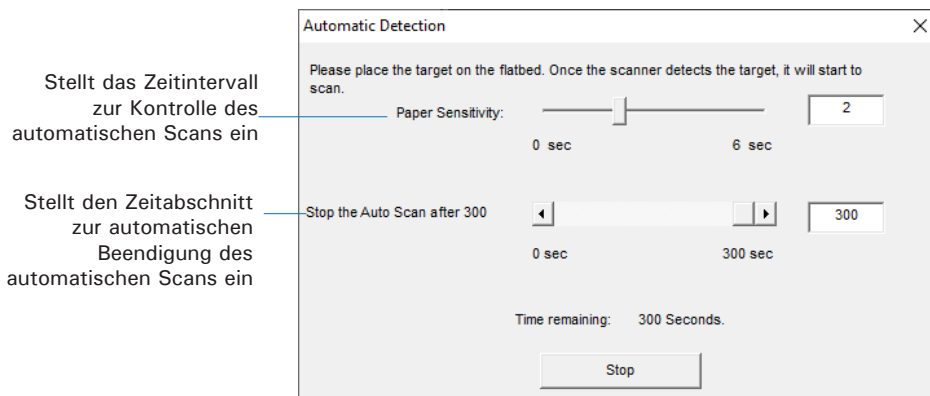 Automatic Detection
Please place the target on the flatbed. Once the scanner detects the target, it will start to
scan.
Stellt das Zeitintervall
zur Kontrolle des
automatischen Scans ein
Paper Sensitivity:
2
0 sec
6 sec
Stellt den Zeitabschnitt
zur automatischen
Beendigung des
automatischen Scans ein
Stop the Auto Scan after 300
300
0 sec
300 sec
Time remaining:
300 Seconds.
Stop